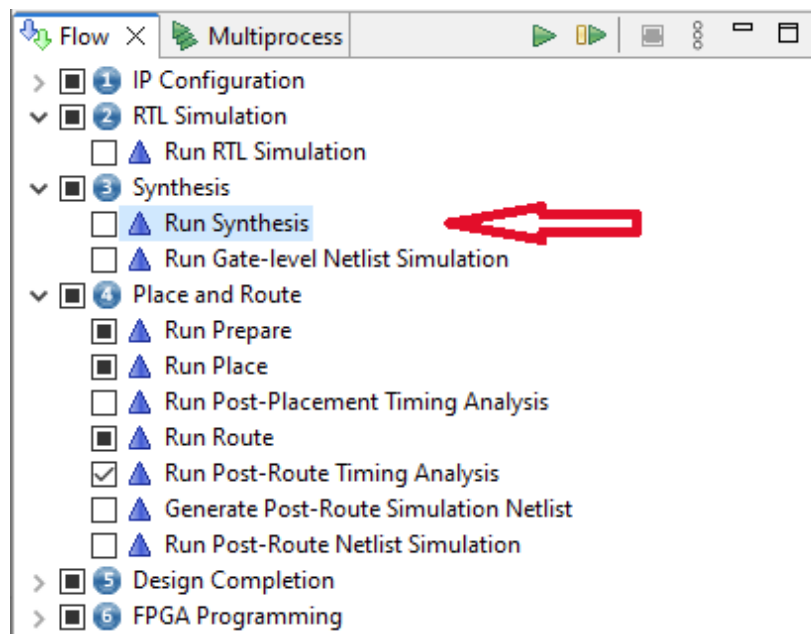 Flow Multiprocess
1 IP Configuration
2 RTL Simulation
Run RTL Simulation
3 Synthesis
Run Synthesis
Run Gate-level Netlist Simulation
4 Place and Route
Run Prepare
Run Place
Run Post-Placement Timing Analysis
Run Route
Run Post-Route Timing Analysis
Generate Post-Route Simulation Netlist
Run Post-Route Netlist Simulation
5 Design Completion
6 FPGA Programming